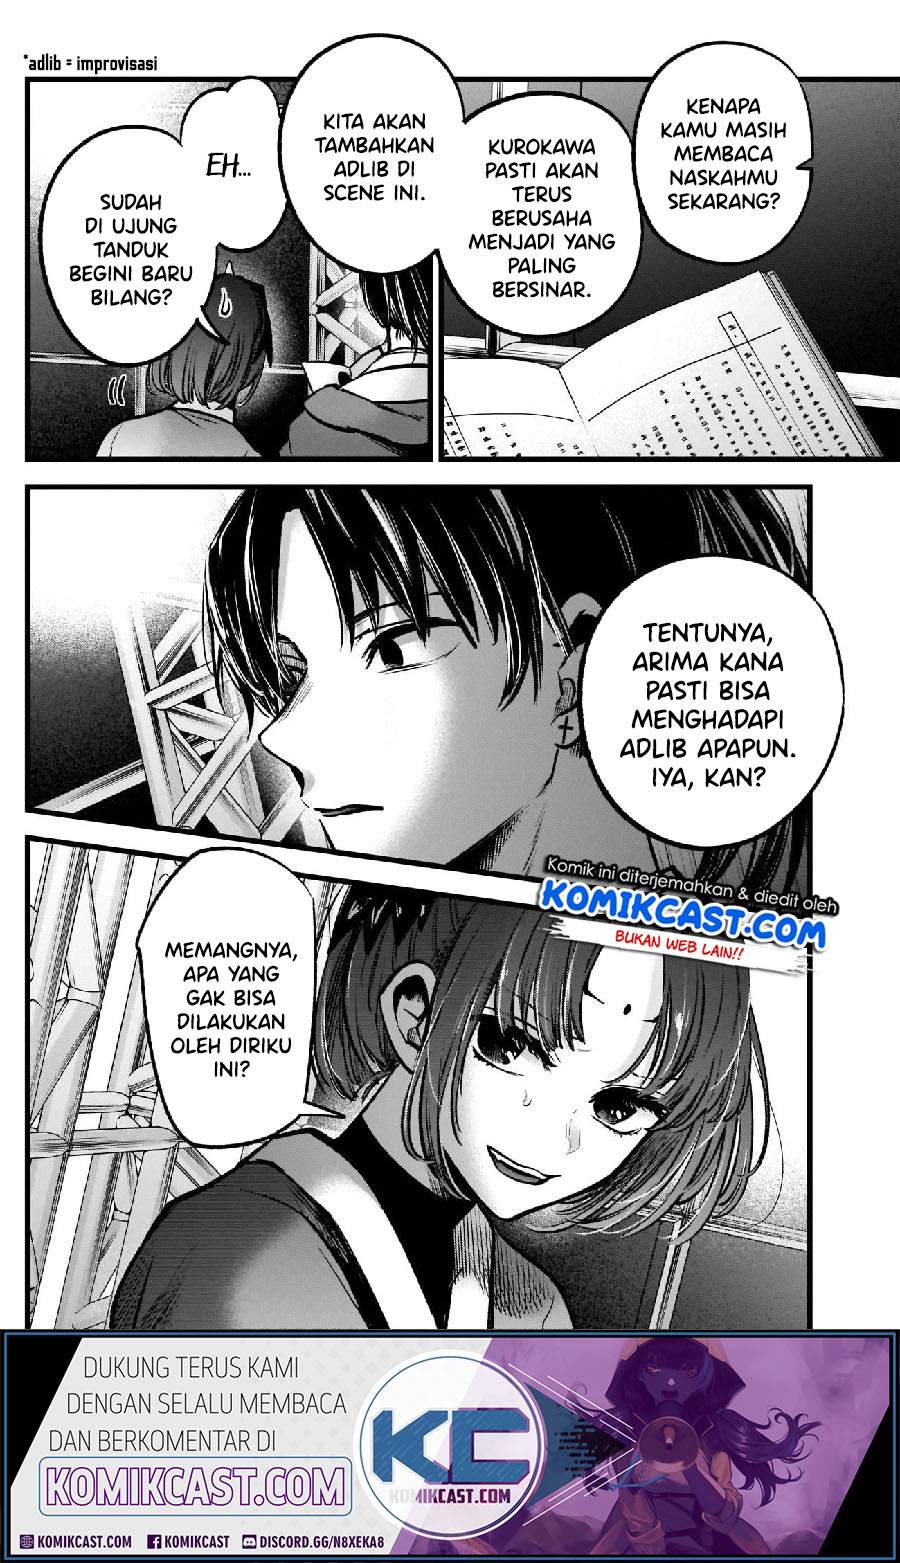 *adlib = improvisasi
KENAPA
KAMU MASIH
MEMBACA
NASKAHMU
SEKARANG?
KUROKAWA
PASTI AKAN
TERUS
BERUSAHA
MENJADI YANG
PALING
BERSINAR.
KITA AKAN
TAMBAHKAN
ADLIB DI
SCENE INI.
EH...
SUDAH
DI UJUNG
TANDUK
BEGINI BARU
BILANG?
TENTUNYA,
ARIMA KANA
PASTI BISA
MENGHADAPI
ADLIB APAPUN.
IYA, KAN?
Komik ini diterjemahkan & diedit oleh
KOMIKCAST.COM
BUKAN WEB LAIN!!
MEMANGNYA,
APA YANG
GAK BISA
DILAKUKAN
OLEH DIRIKU
INI?
DUKUNG TERUS KAMI
DENGAN SELALU MEMBACA
DAN BERKOMENTAR DI
KOMIKCAST.COM
KC
KOMIKCAST.COM
KOMIKCAST.COM
KOMIKCAST
DISCORD.GG/N8XEKA8